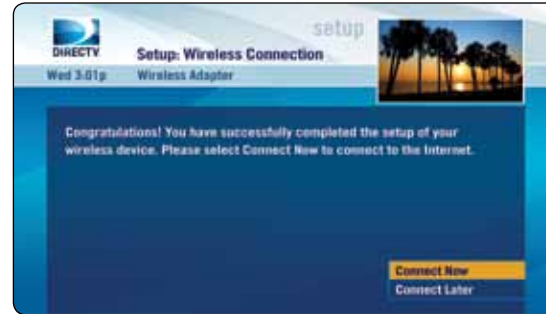 setup
DIRECTV
Setup: Wireless Connection
Wed 3:01p
Wireless Adapter
Congratulations! You have successfully completed the setup of your
wireless device. Please select Connect Now to connect to the Internet.
Connect Now
Connect Later